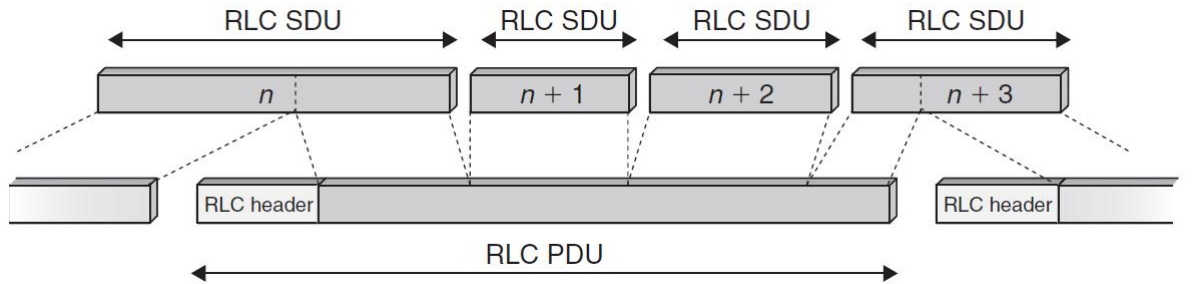 RLC SDU RLC SDU RLC SDU RLC SDU
n n + 1 n + 2 n + 3
RLC header RLC header
RLC PDU